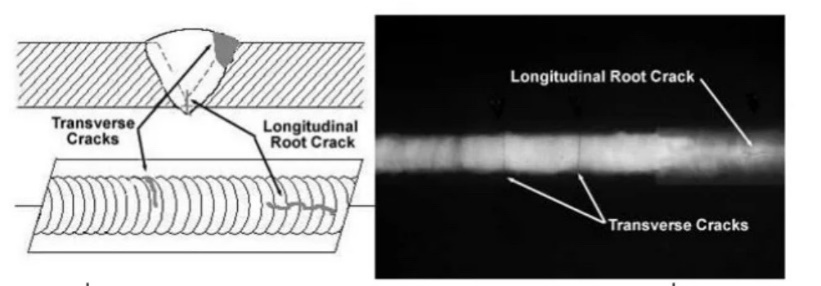 Transverse
Cracks
Longitudinal
Root Crack
Longitudinal Root Crack
Transverse Cracks